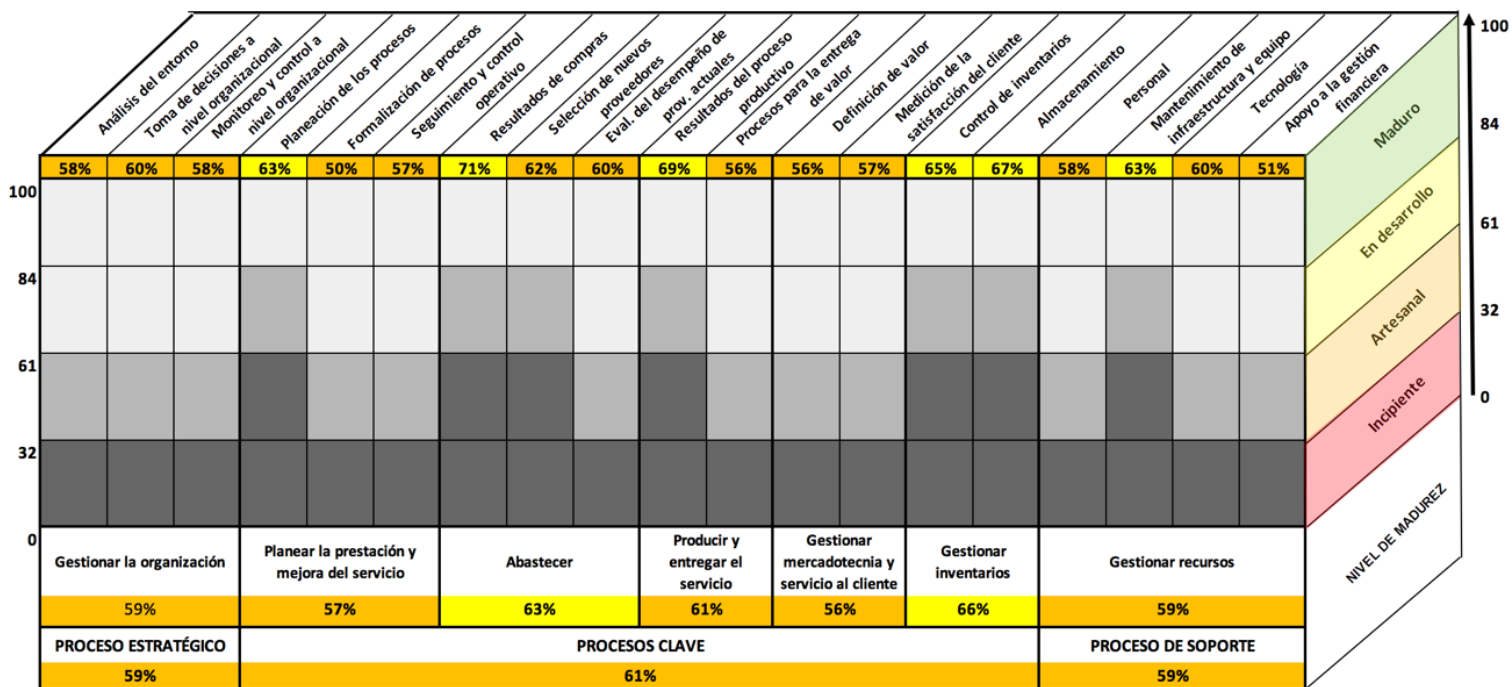 Análisis del entorno
Toma de decisiones a
nivel organizacional
Monitoreo y control a
nivel organizacional
Planeación de los procesos
Formalización de procesos
Seguimiento y control
operativo
Resultados de compras
Selección de nuevos
proveedores
Eval. del desempeño de
prov. actuales
Resultados del proceso
productivo
Procesos para la entrega
de valor
Definición de valor
Medición de la
satisfacción del cliente
Control de inventarios
Almacenamiento
Personal
Mantenimiento de
infraestructura y equipo
Tecnología
Apoyo a la gestión
financiera
58% 60% 58% 63% 50% 57% 71% 62% 60% 69% 56% 56% 57% 65% 67% 58% 63% 60% 51%
100
84
61
32
0
Maduro
En desarrollo
Artesanal
Incipiente
NIVEL DE MADUREZ
100
84
61
32
0
Gestionar la organización
Planear la prestación y
mejora del servicio
Abastecer
Producir y
entregar el
servicio
Gestionar
mercadotecnia y
servicio al cliente
Gestionar
inventarios
Gestionar recursos
59% 57% 63% 61% 56% 66% 59%
PROCESO ESTRATÉGICO PROCESOS CLAVE PROCESO DE SOPORTE
59% 61% 59%